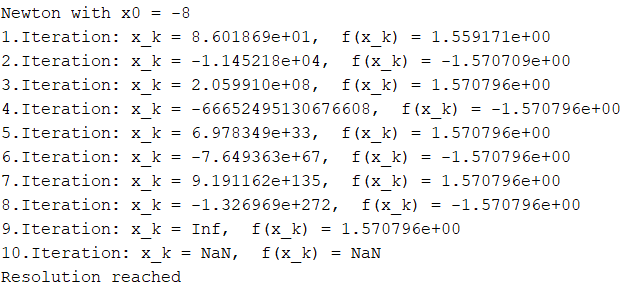 Newton with x0 = -8
1.Iteration: x_k = 8.601869e+01,  f(x_k) = 1.559171e+00
2.Iteration: x_k = -1.145218e+04,  f(x_k) = -1.570709e+00
3.Iteration: x_k = 2.059910e+08,  f(x_k) = 1.570796e+00
4.Iteration: x_k = -66652495130676608,  f(x_k) = -1.570796e+00
5.Iteration: x_k = 6.978349e+33,  f(x_k) = 1.570796e+00
6.Iteration: x_k = -7.649363e+67,  f(x_k) = -1.570796e+00
7.Iteration: x_k = 9.191162e+135,  f(x_k) = 1.570796e+00
8.Iteration: x_k = -1.326969e+272,  f(x_k) = -1.570796e+00
9.Iteration: x_k = Inf,  f(x_k) = 1.570796e+00
10.Iteration: x_k = NaN,  f(x_k) = NaN
Resolution reached